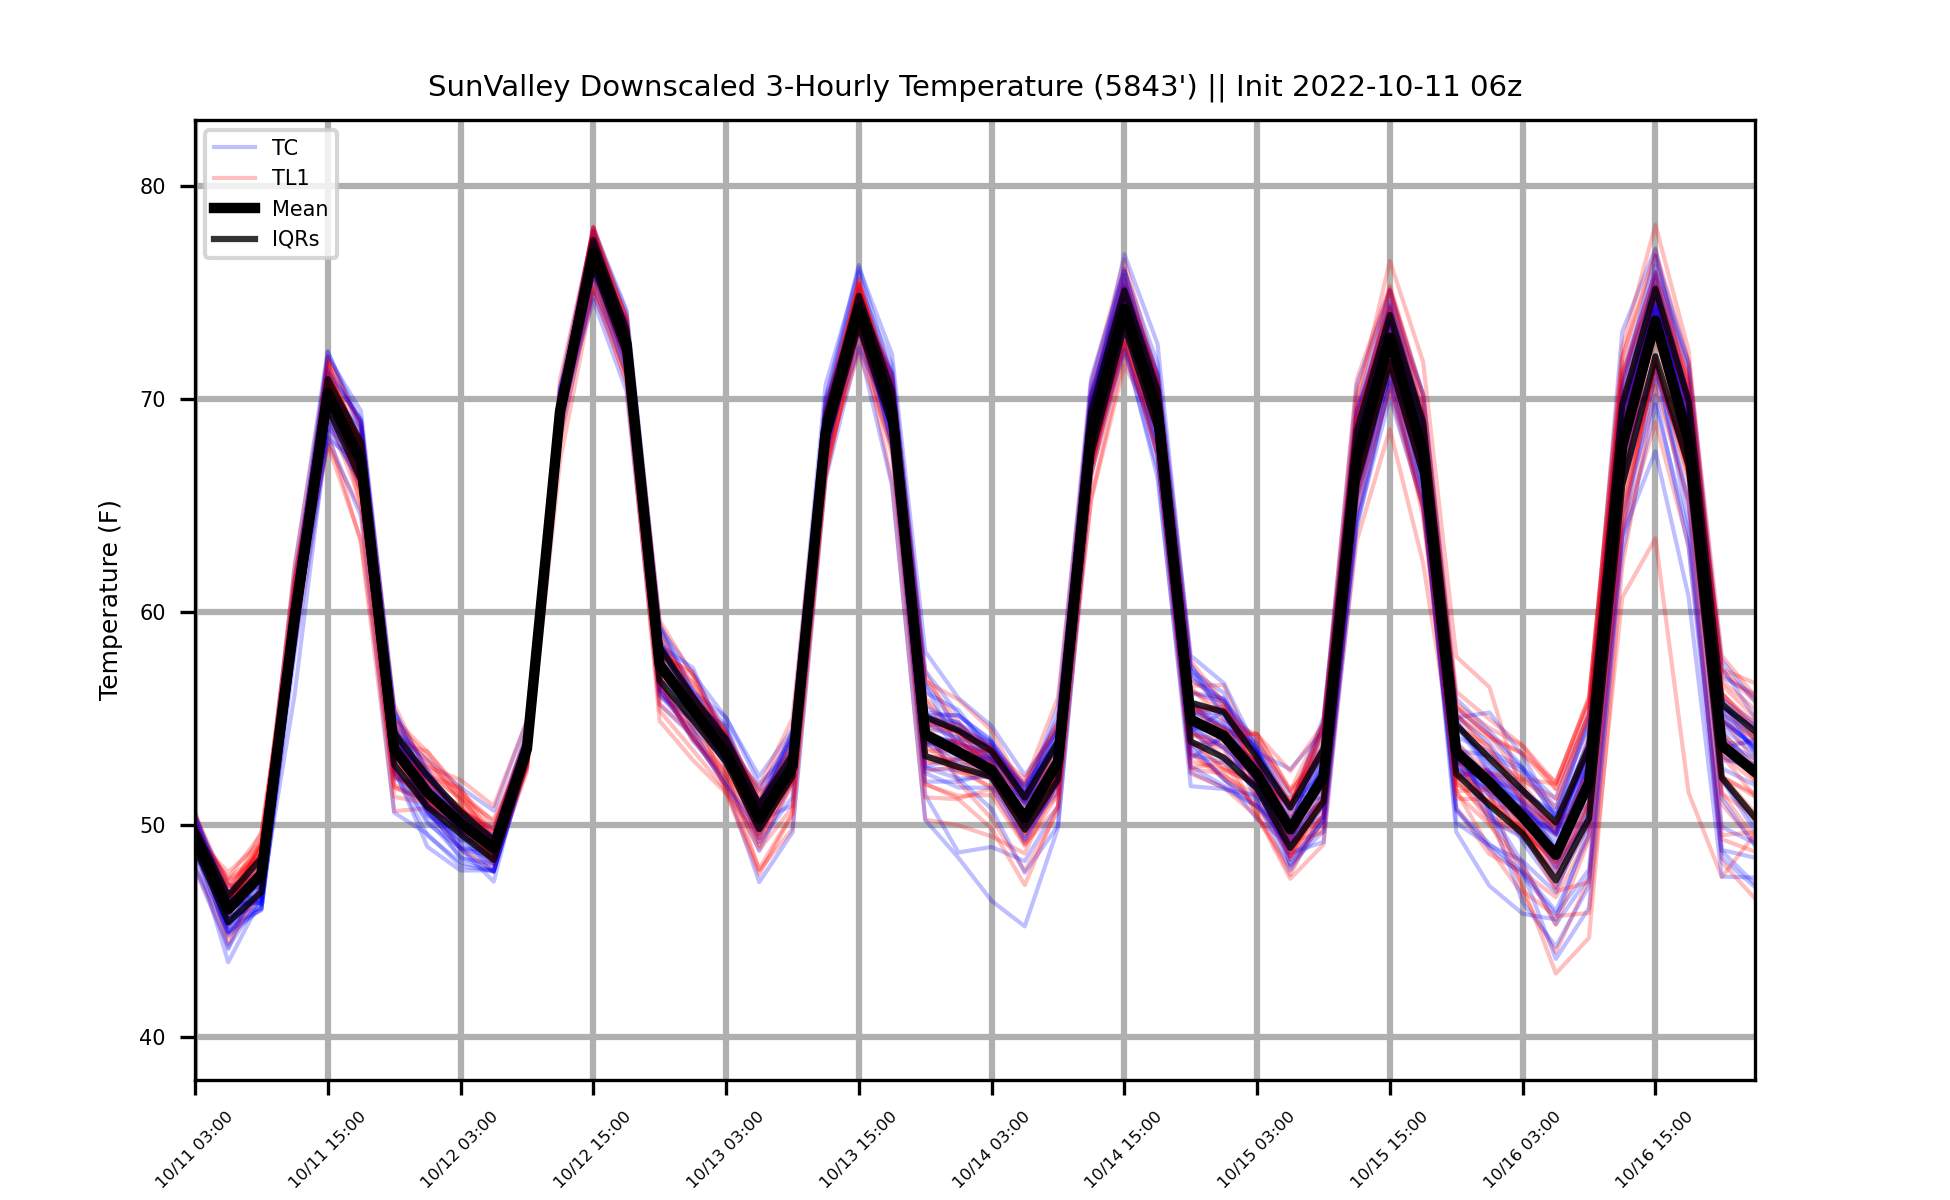 SunValley Downscaled 3-Hourly Temperature (5843') || Init 2022-10-11 06z
TC
TL1
Mean
IQRs
Temperature (F)
80
70
60
50
40
10/11 03:00
10/11 15:00
10/12 03:00
10/12 15:00
10/13 03:00
10/13 15:00
10/14 03:00
10/14 15:00
10/15 03:00
10/15 15:00
10/16 03:00
10/16 15:00